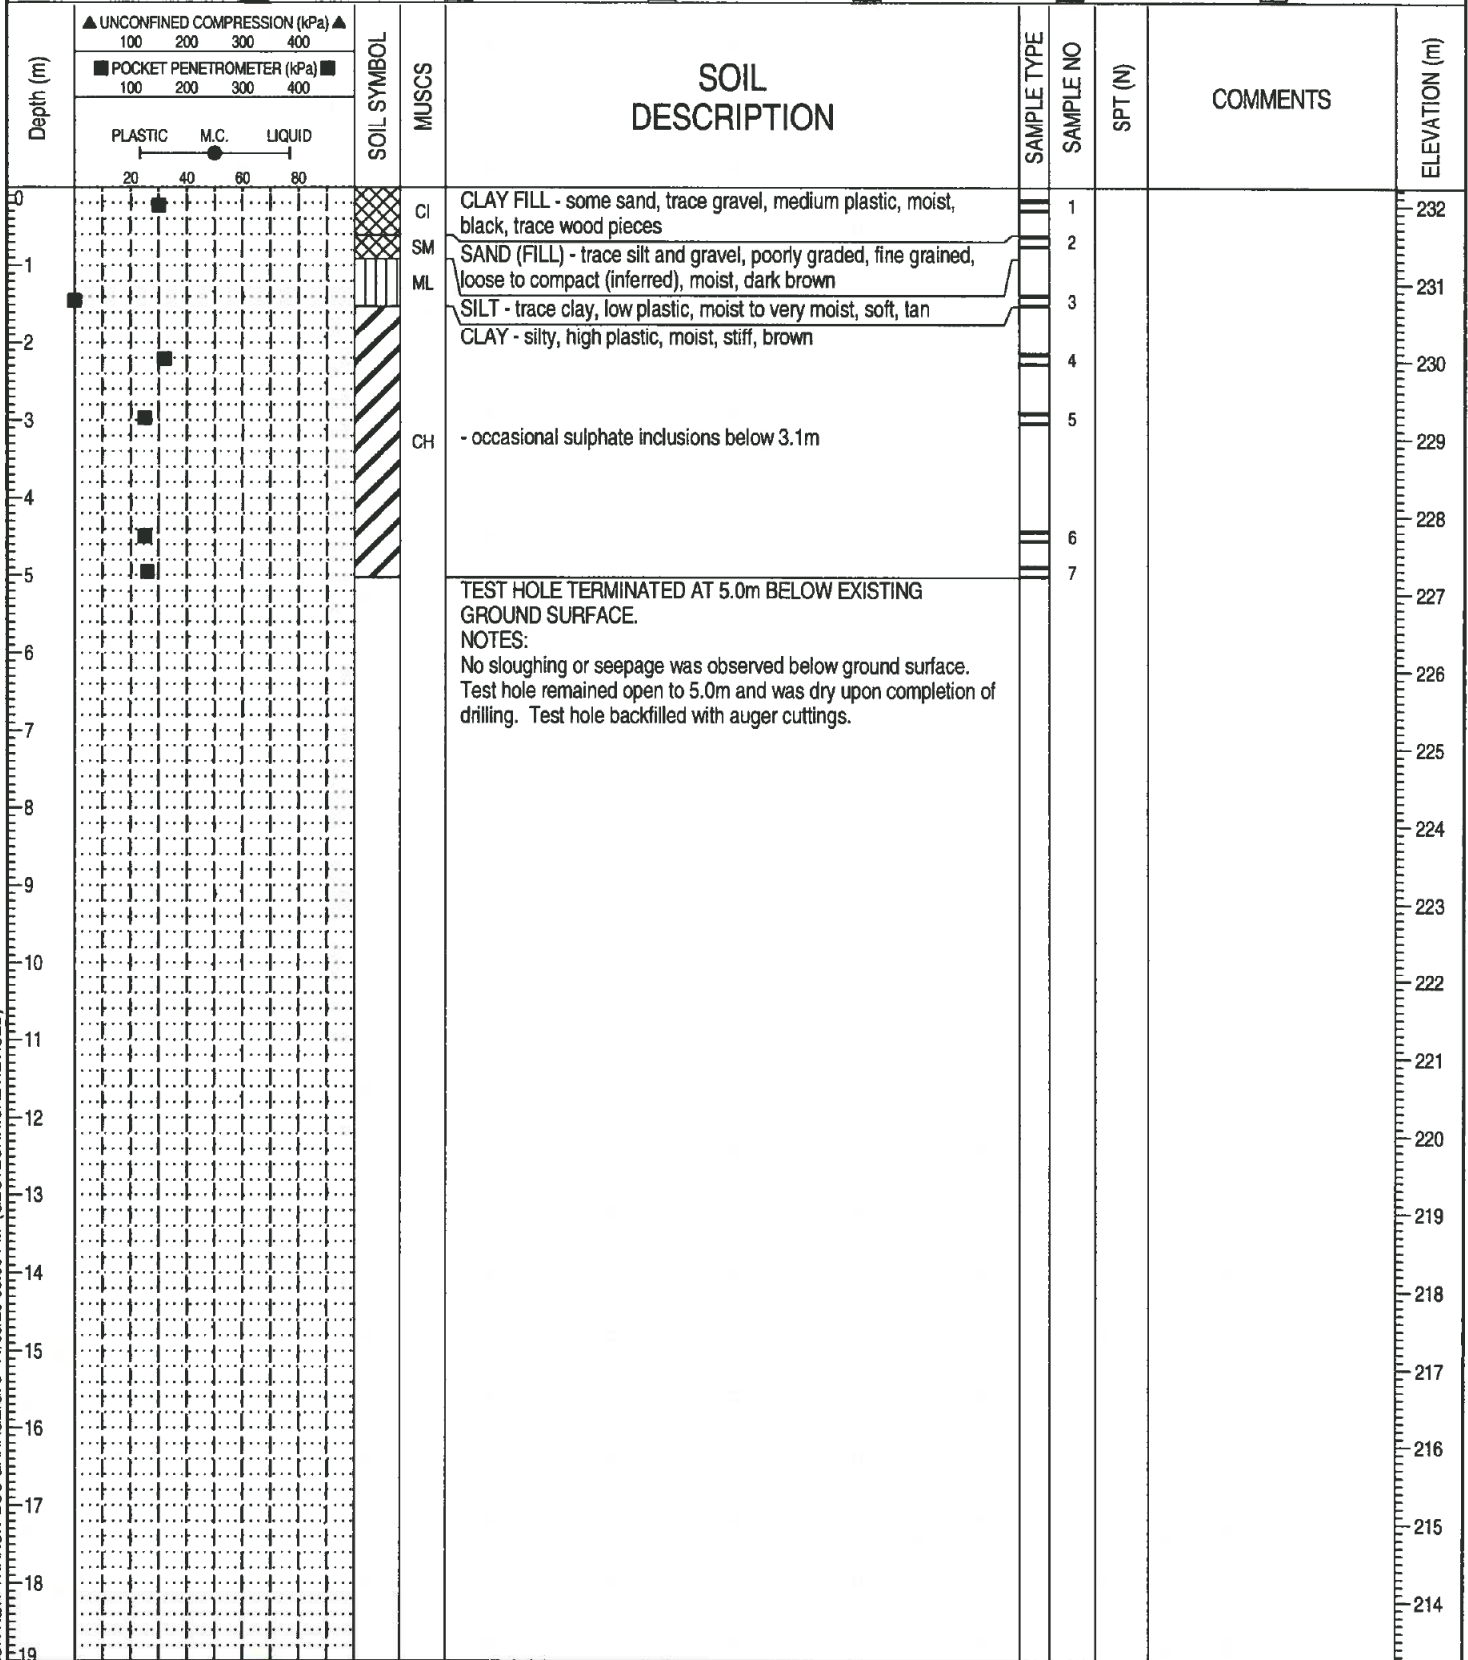 ▲ UNCONFINED COMPRESSION (kPa) ▲
100 200 300 400
■ POCKET PENETROMETER (kPa) ■
100 200 300 400
PLASTIC M.C. LIQUID
20 40 60 80
Depth (m)
SOIL SYMBOL
MUSCS
SOIL
DESCRIPTION
SAMPLE TYPE
SAMPLE NO
SPT (N)
COMMENTS
ELEVATION (m)
0
CI
CLAY FILL - some sand, trace gravel, medium plastic, moist,
black, trace wood pieces
1
232
SM
SAND (FILL) - trace silt and gravel, poorly graded, fine grained,
loose to compact (inferred), moist, dark brown
2
1
ML
231
SILT - trace clay, low plastic, moist to very moist, soft, tan
3
CLAY - silty, high plastic, moist, stiff, brown
2
4
230
3
5
CH
- occasional sulphate inclusions below 3.1m
229
4
228
6
5
7
TEST HOLE TERMINATED AT 5.0m BELOW EXISTING
GROUND SURFACE.
227
NOTES:
6
No sloughing or seepage was observed below ground surface.
226
Test hole remained open to 5.0m and was dry upon completion of
drilling. Test hole backfilled with auger cuttings.
7
225
8
224
9
223
10
222
11
221
12
220
13
219
14
218
15
217
16
216
17
215
18
214
19